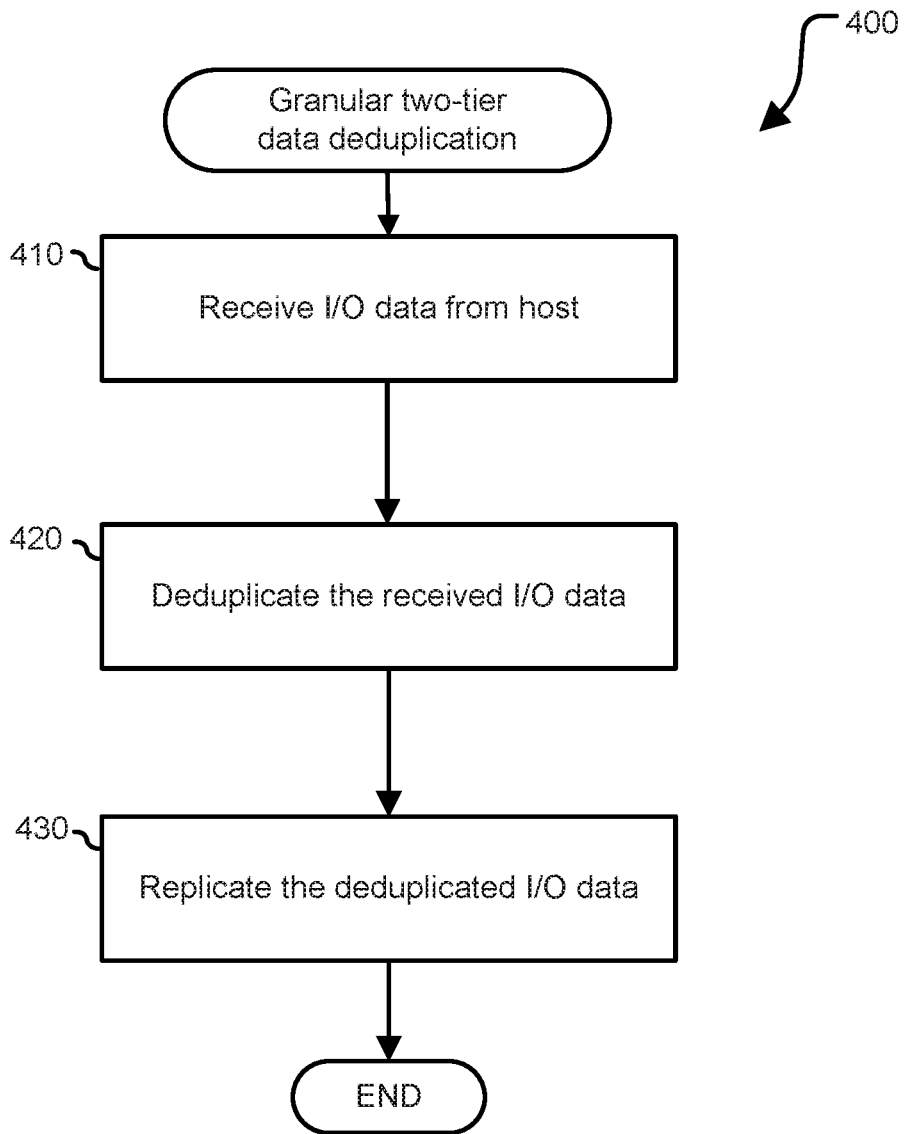 400
Granular two-tier
data deduplication
410
Receive I/O data from host
420
Deduplicate the received I/O data
430
Replicate the deduplicated I/O data
END